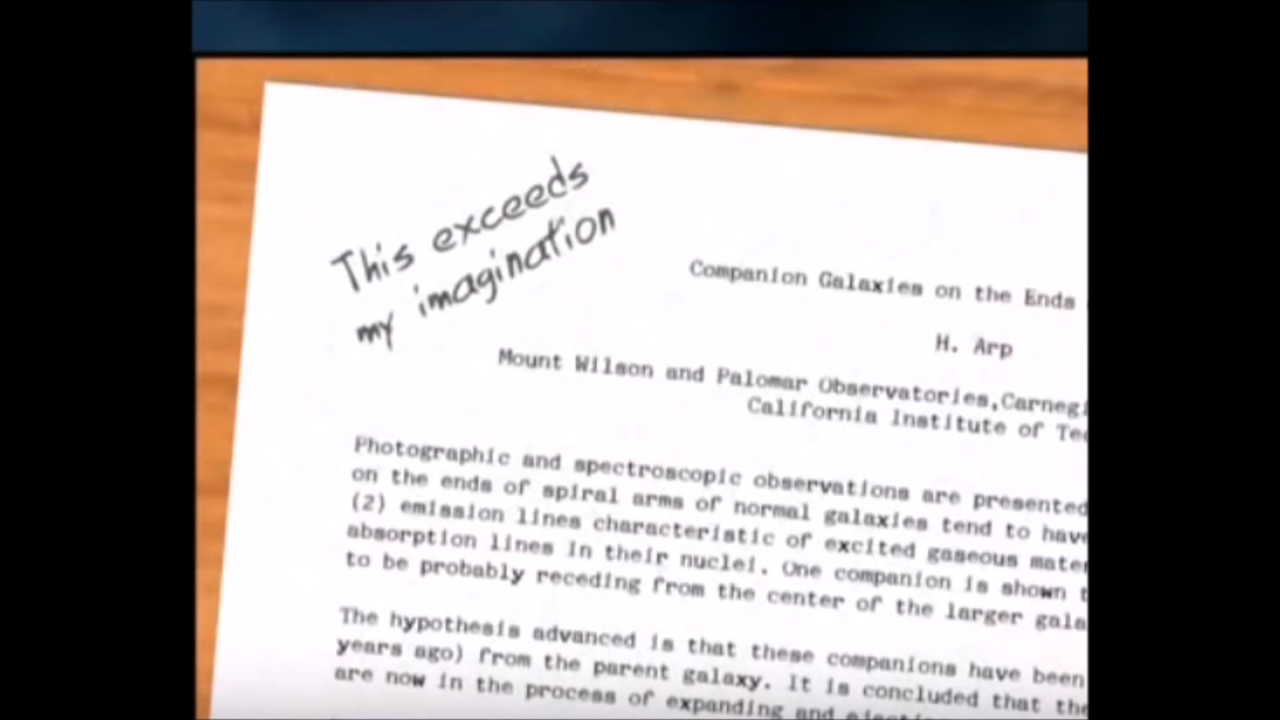 This exceeds
my imagination
Companion Galaxies on the Ends
H. Arp
Mount Wilson and Palomar Observatories,Carnegi
California Institute of Tec
Photographic and spectroscopic observations are presented
on the ends of spiral arms of normal galaxies tend to have
(2) emission lines characteristic of excited gaseous mater
absorption lines in their nuclei. One companion is shown t
to be probably receding from the center of the larger gala
The hypothesis advanced is that these companions have been
years ago) from the parent galaxy. It is concluded that the
are now in the process of expanding and